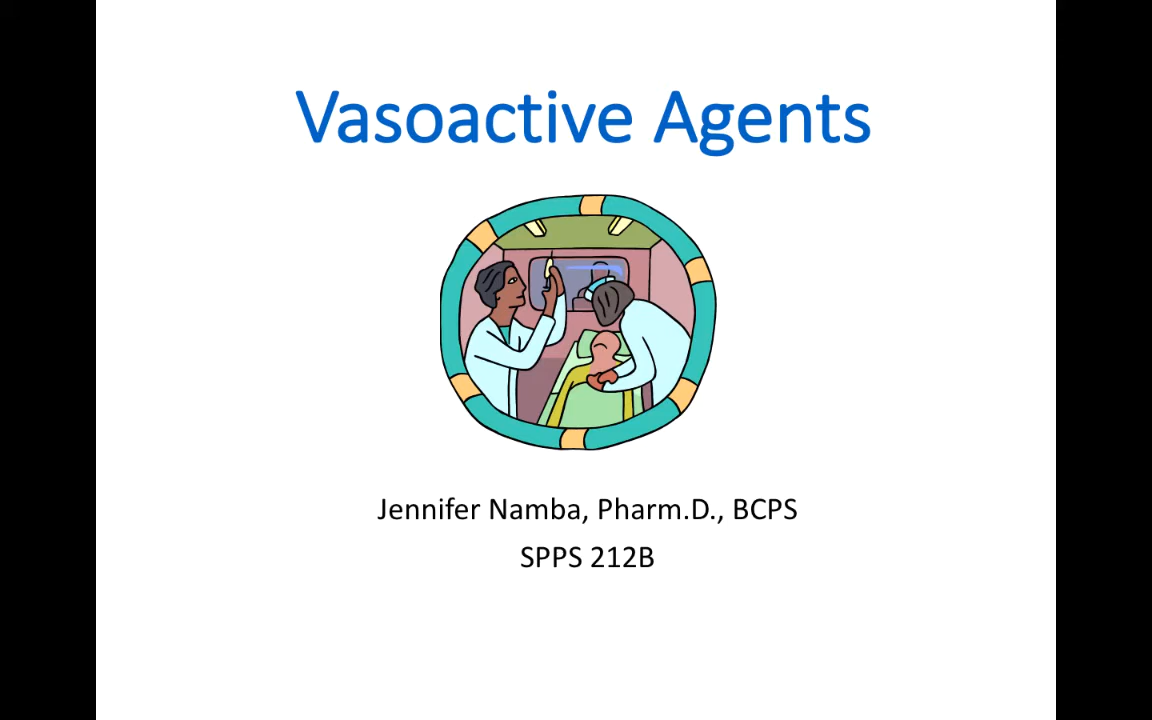 Vasoactive Agents
Jennifer Namba, Pharm.D., BCPS
SPPS 212B